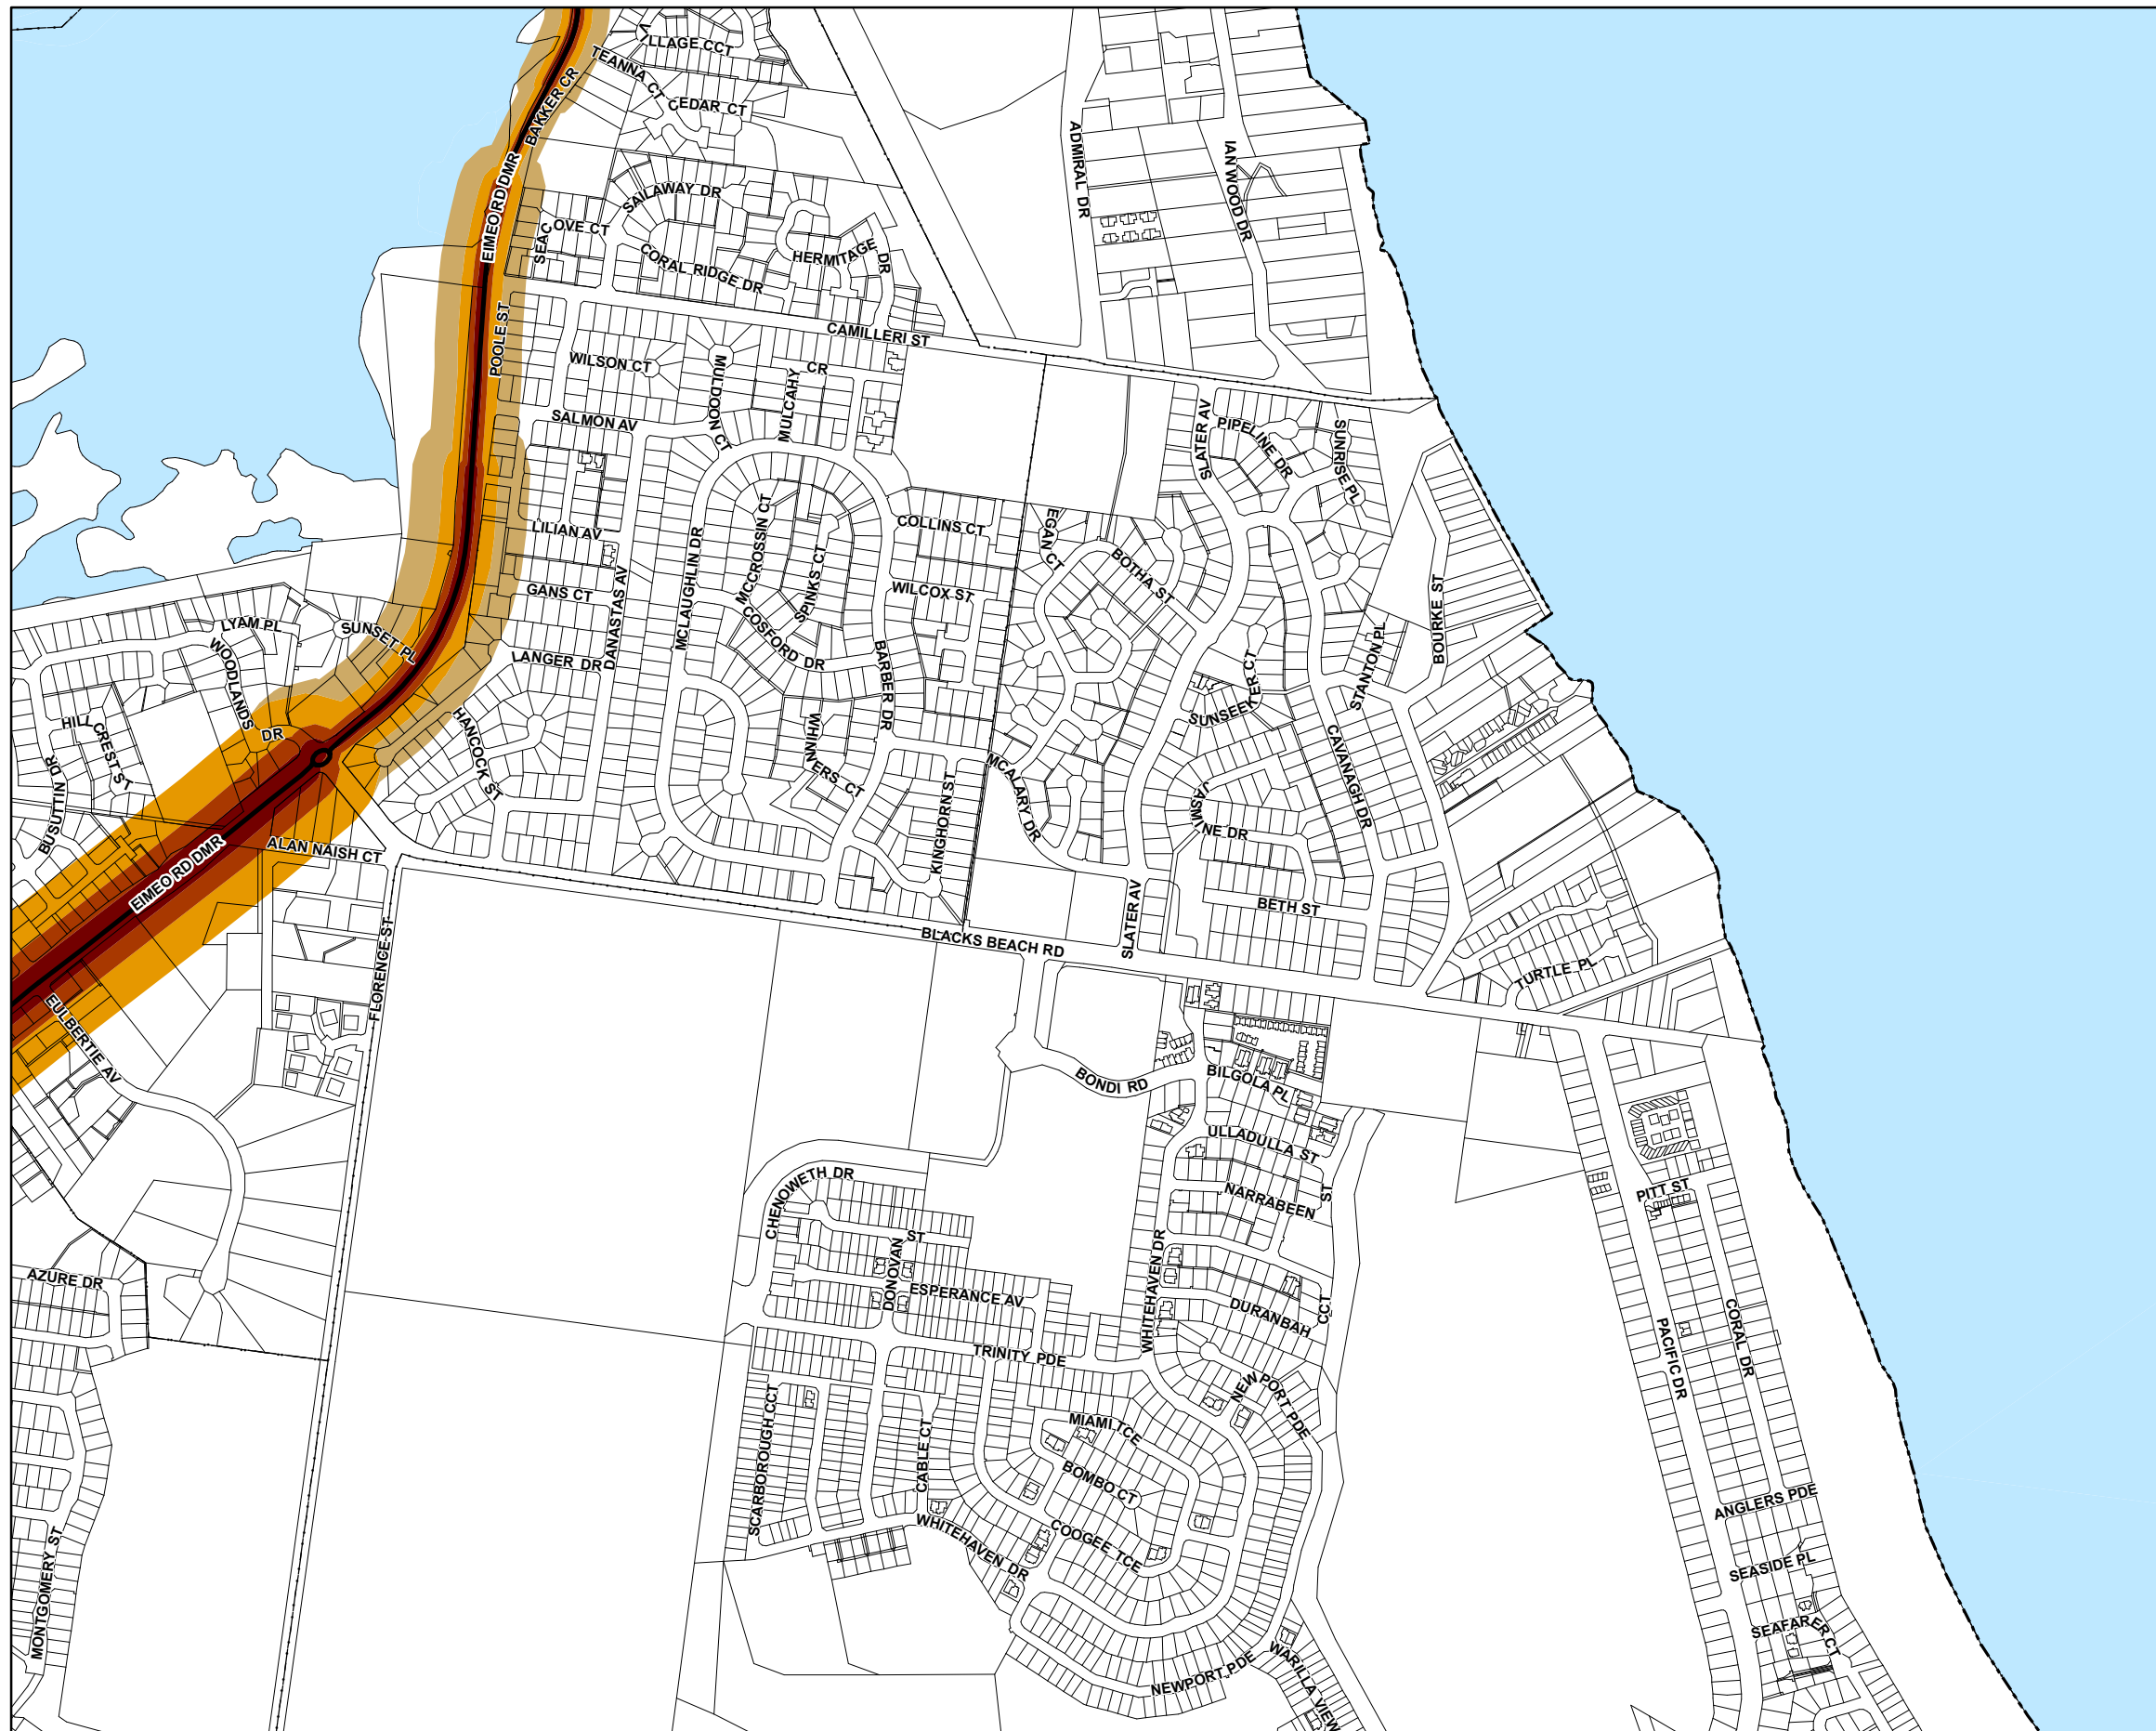 VILLAGE CCT
TEANNA CT
BAKKER CR
CEDAR CT
EIMEO RD DMR
ADMIRAL DR
IAN WOOD DR
SAILAWAY DR
SEACOVE CT
CORAL RIDGE DR
HERMITAGE DR
POOLE ST
CAMILLERI ST
WILSON CT
MULDOOON CT
MULCAHY CR
SALMON AV
SLATER AV
PIPELINE DR
SUNRISE PL
LILIAN AV
MCCROSSIN CT
SPINKS CT
COLLINS CT
EGAN CT
BOTHA ST
GANS CT
DANASTAS AV
MCLAUGHLIN DR
COSFORD DR
WILCOX ST
BOURKE ST
LYAM PL
SUNSET PL
WOODLANDS DR
LANGER DR
BARBER DR
SUNSEEKER CT
STANTON PL
HILLCREST ST
BUSUTTIN DR
HANCOCK ST
WHINNERS CT
KINGHORN ST
MCALARY DR
JASMINE DR
CAVANAGH DR
EIMEO RD DMR
ALAN NAISH CT
BETH ST
FLORENCE ST
BLACKS BEACH RD
SLATER AV
TURTLE PL
EULBERTIE AV
BONDI RD
BILGOLA PL
ULLADULLA ST
NARRABEEN ST
PITT ST
CHENOWETH DR
DONOVAN ST
WHITEHAVEN DR
AZURE DR
ESPERANCE AV
DURANBAH CCT
PACIFIC DR
CORAL DR
TRINITY PDE
NEWPORT PDE
SCARBOROUGH CCT
CABLE CT
MIAMI TCE
BOMBO CT
ANGLERS PDE
WHITEHAVEN DR
COOGEE TCE
SEASIDE PL
MONTGOMERY ST
SEAFARER CT
NEWPORT PDE
WARILLA VIEW